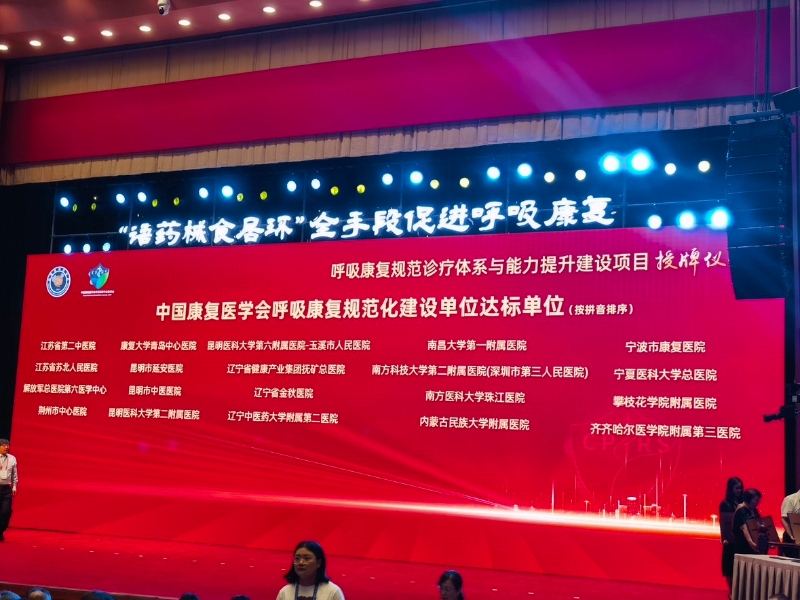 “语药械食居环”全手段促进呼吸康复
呼吸康复规范诊疗体系与能力提升建设项目 授牌仪
中国康复医学会呼吸康复规范化建设单位达标单位(按拼音排序)
江苏省第二中医院 康复大学青岛中心医院 昆明医科大学第六附属医院-玉溪市人民医院 南昌大学第一附属医院 宁波市康复医院
江苏省苏北人民医院 昆明市延安医院 辽宁省健康产业集团抚矿总医院 南方科技大学第二附属医院(深圳市第三人民医院) 宁夏医科大学总医院
解放军总医院第六医学中心 昆明市中医医院 辽宁省金秋医院 南方医科大学珠江医院 攀枝花学院附属医院
荆州市中心医院 昆明医科大学第二附属医院 辽宁中医药大学附属第二医院 内蒙古民族大学附属医院 齐齐哈尔医学院附属第三医院